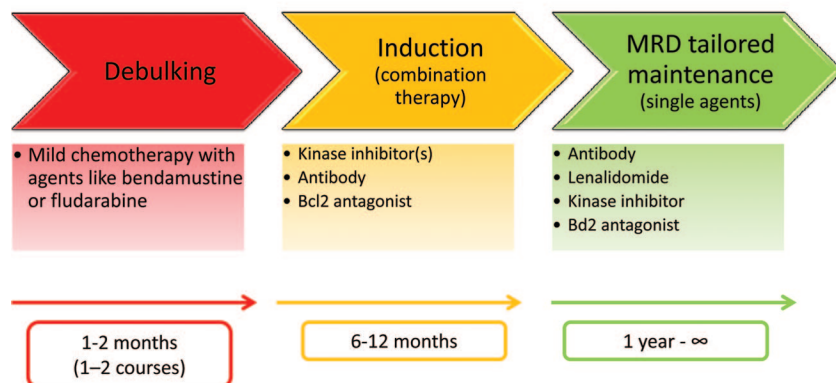 Debulking
Induction
(combination
therapy)
MRD tailored
maintenance
(single agents)
• Mild chemotherapy with
agents like bendamustine
or fludarabine
• Kinase inhibitor(s)
• Antibody
• Bcl2 antagonist
• Antibody
• Lenalidomide
• Kinase inhibitor
• Bd2 antagonist
1-2 months
(1–2 courses)
6-12 months
1 year - ∞